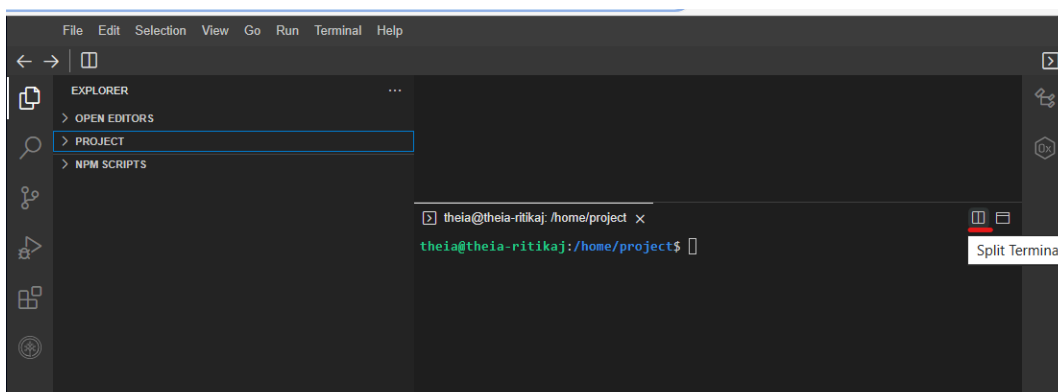 File Edit Selection View Go Run Terminal Help
EXPLORER
OPEN EDITORS
PROJECT
NPM SCRIPTS
theia@theia-ritikaj: /home/project
theia@theia-ritikaj:/home/project$
Split Termina
0x